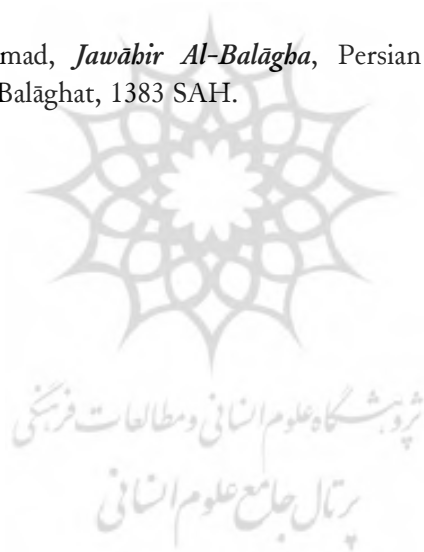 mad, Jawāhir Al-Balāgha, Persian
Balāghat, 1383 SAH.
پژوهشگاه علوم انسانی و مطالعات فرهنگی
پرتال جامع علوم انسانی